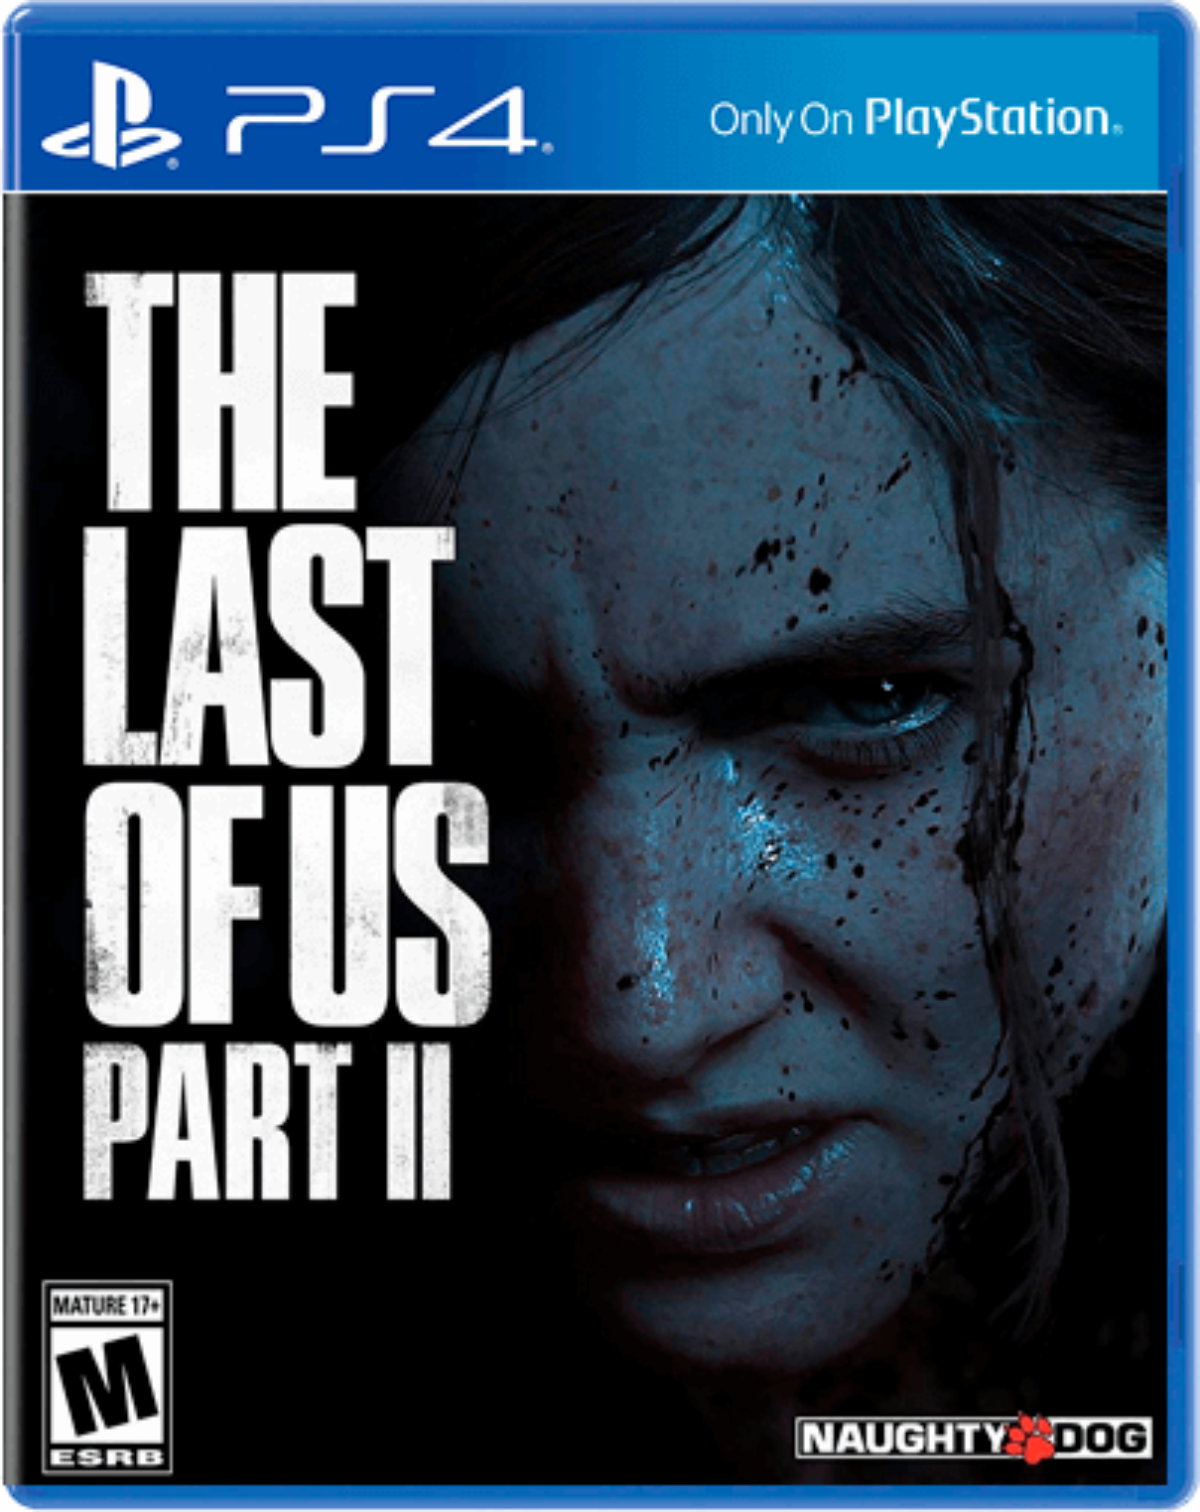 PS4
Only On PlayStation
THE
LAST
OF US
PART II
MATURE 17+
M
ESRB
NAUGHTY DOG